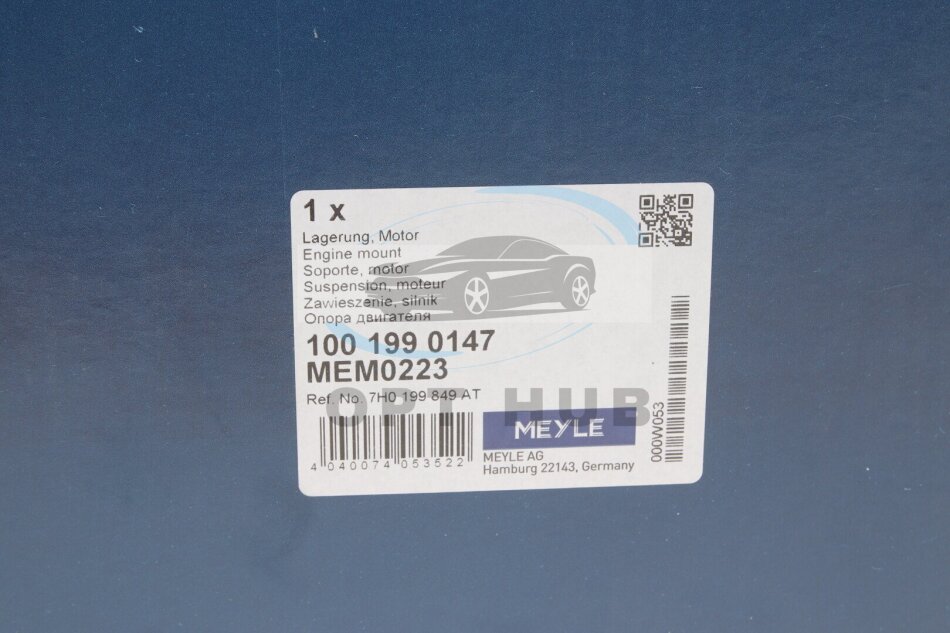 1 x
Lagerung, Motor
Engine mount
Soporte, motor
Suspension, moteur
Zawieszenie, silnik
Опора двигателя
100 199 0147
MEM0223
Ref. No. 7H0 199 849 AT
OPT HUB
4 040074 053522
MEYLE
MEYLE AG
Hamburg 22143, Germany
000W053